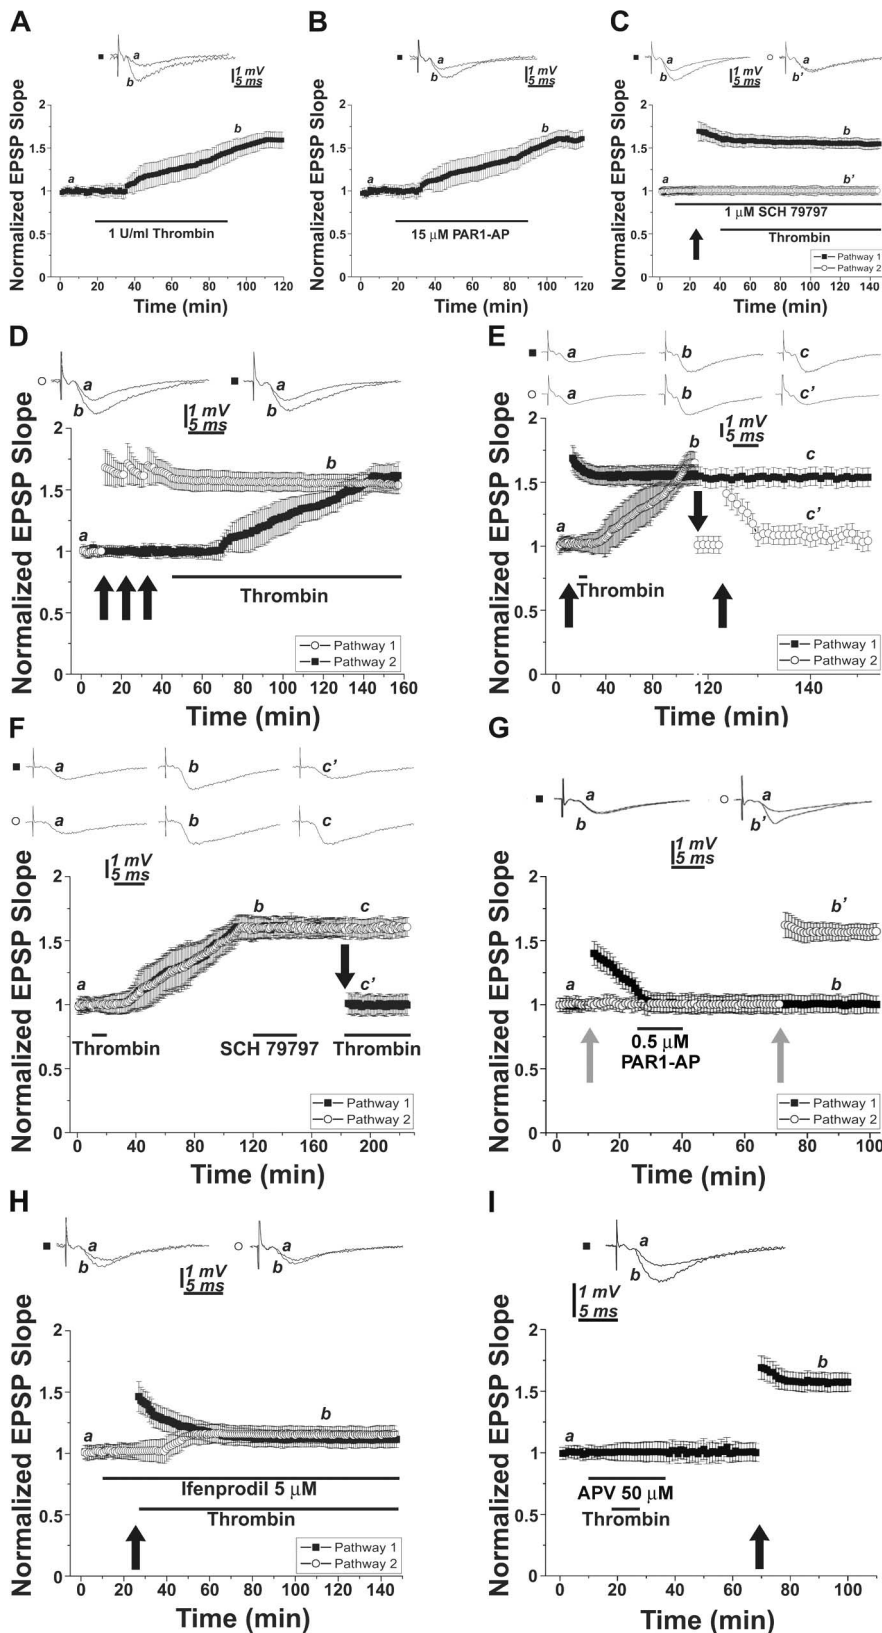 A
B
C
a
b
1 mV
5 ms
a
b
1 mV
5 ms
a
b
a
b'
1 mV
5 ms
Normalized EPSP Slope
2
1.5
1
0.5
0
a
b
1 U/ml Thrombin
0 20 40 60 80 100 120
Time (min)
Normalized EPSP Slope
2
1.5
1
0.5
0
a
b
15 μM PAR1-AP
0 20 40 60 80 100 120
Time (min)
Normalized EPSP Slope
2
1.5
1
0.5
0
a
b
b'
1 μM SCH 79797
Thrombin
Pathway 1
Pathway 2
0 20 40 60 80 100 120 140
Time (min)
D
E
a
b
a
b
1 mV
5 ms
a
b
c
a
b
c'
1 mV
5 ms
Normalized EPSP Slope
2
1.5
1
0.5
0
a
b
Thrombin
Pathway 1
Pathway 2
0 20 40 60 80 100 120 140 160
Time (min)
Normalized EPSP Slope
2
1.5
1
0.5
0
a
b
c
c'
Thrombin
Pathway 1
Pathway 2
0 40 80 120 140
Time (min)
F
G
a
b
c'
a
b
c
1 mV
5 ms
a
b
a
b'
1 mV
5 ms
Normalized EPSP Slope
2
1.5
1
0.5
0
a
b
c
c'
Thrombin
SCH 79797
Thrombin
Pathway 1
Pathway 2
0 40 80 120 160 200
Time (min)
Normalized EPSP Slope
2
1.5
1
0.5
0
a
b'
b
0.5 μM
PAR1-AP
Pathway 1
Pathway 2
0 20 40 60 80 100
Time (min)
H
I
a
b
a
b
1 mV
5 ms
a
b
1 mV
5 ms
Normalized EPSP Slope
2
1.5
1
0.5
0
a
b
Ifenprodil 5 μM
Thrombin
Pathway 1
Pathway 2
0 20 40 60 80 100 120 140
Time (min)
Normalized EPSP Slope
2
1.5
1
0.5
0
a
b
APV 50 μM
Thrombin
0 20 40 60 80 100
Time (min)